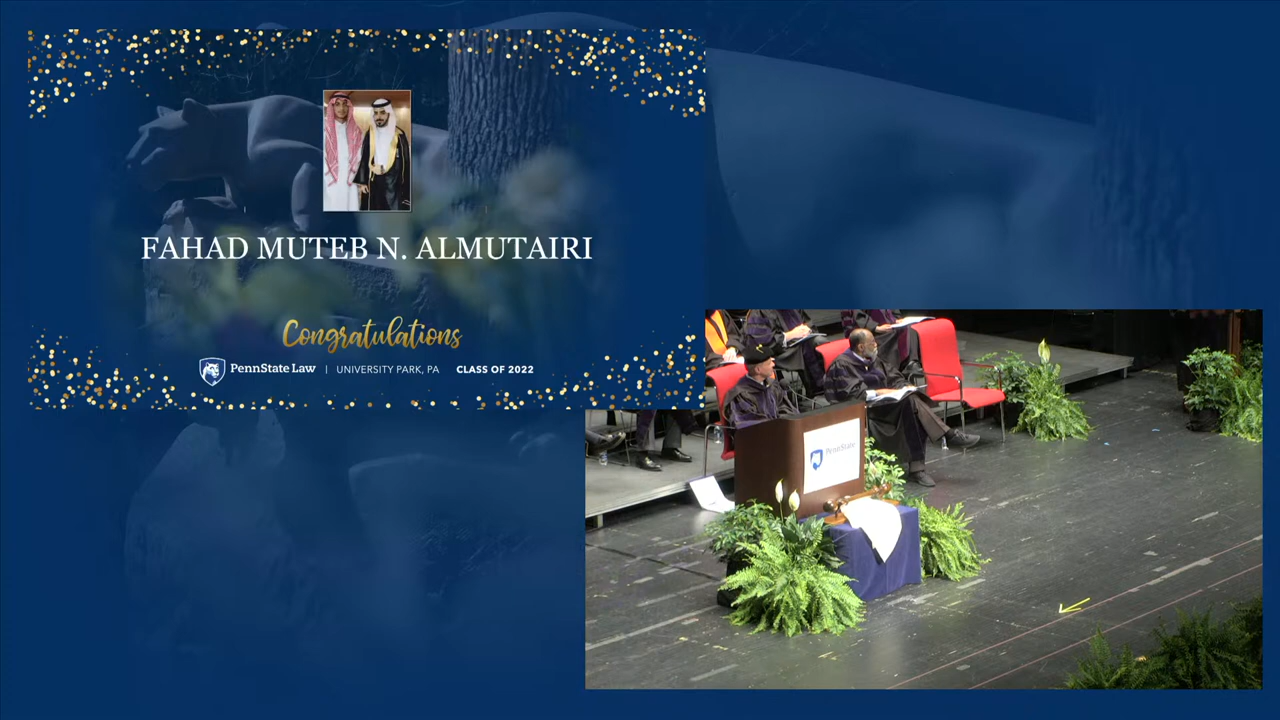 FAHAD MUTEB N. ALMUTAIRI
Congratulations
PennState Law | UNIVERSITY PARK, PA CLASS OF 2022
PennState